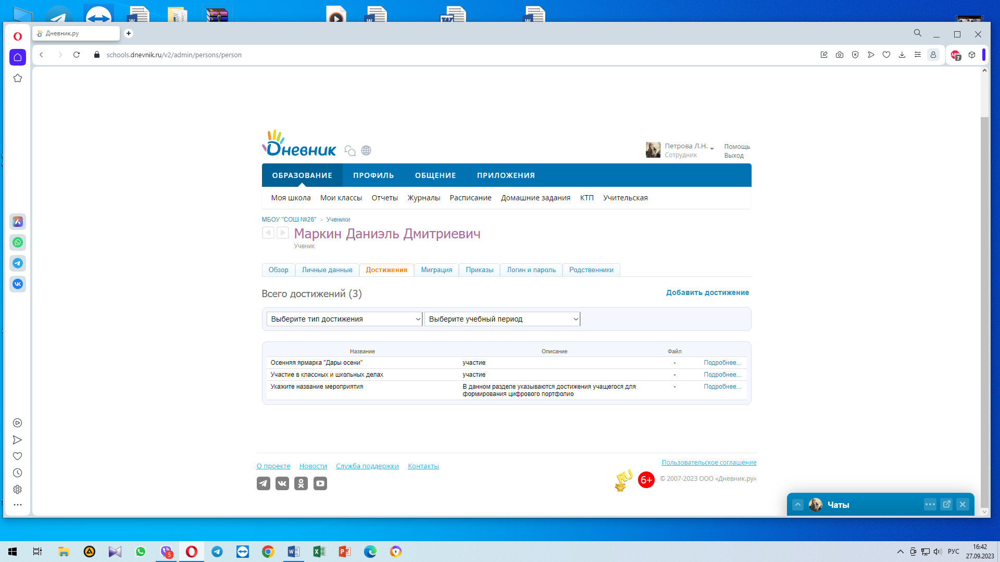 Дневник.ру
schools.dnevnik.ru/v2/admin/persons/person
7
Дневник
Петрова Л.Н.
Сотрудник
Помощь
Выход
ОБРАЗОВАНИЕ ПРОФИЛЬ ОБЩЕНИЕ ПРИЛОЖЕНИЯ
Моя школа Мои классы Отчеты Журналы Расписание Домашние задания КТП Учительская
МБОУ "СОШ №26" > Ученики
Маркин Даниэль Дмитриевич
Ученик
Обзор Личные данные Достижения Миграция Приказы Логин и пароль Родственники
Всего достижений (3)
Добавить достижение
Выберите тип достижения Выберите учебный период
Название Описание Файл
Осенняя ярмарка "Дары осени" участие - Подробнее...
Участие в классных и школьных делах участие - Подробнее...
Укажите название мероприятия В данном разделе указываются достижения учащегося для - Подробнее...
формирования цифрового портфолио
О проекте Новости Служба поддержки Контакты
Пользовательское соглашение
RU 6+ © 2007-2023 ООО «Дневник.ру»
Чаты
5
РУС
16:42
27.09.2023